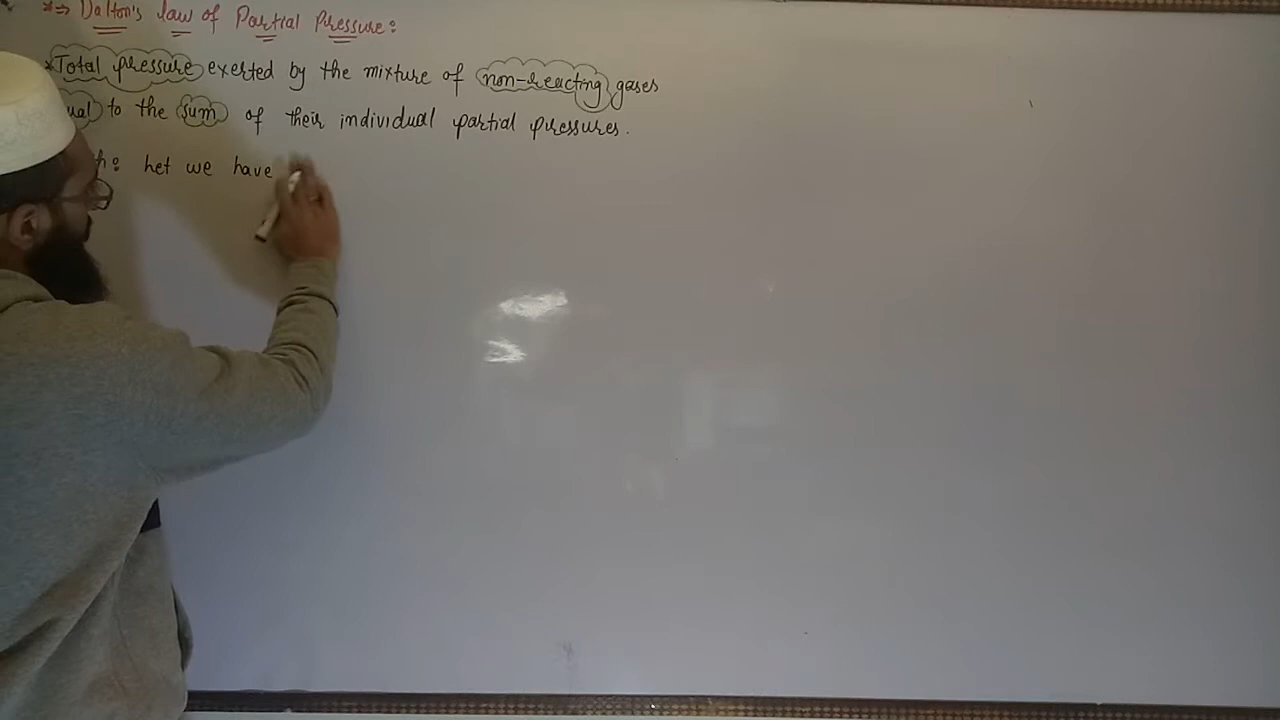 *⇒ Dalton's law of Partial Pressure:
*Total pressure exerted by the mixture of non-reacting gases
ual to the sum of their individual partial pressures.
h: Let we have